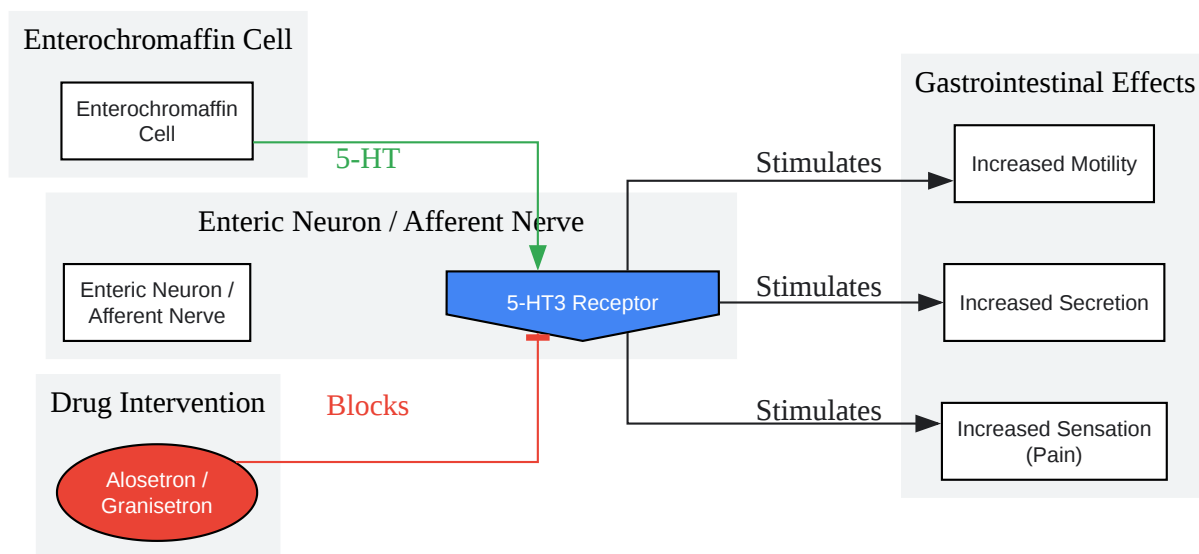 Enterochromaffin Cell
Enterochromaffin
Cell
5-HT
Enteric Neuron / Afferent Nerve
Enteric Neuron /
Afferent Nerve
5-HT3 Receptor
Drug Intervention
Alosetron /
Granisetron
Blocks
Stimulates
Stimulates
Stimulates
Gastrointestinal Effects
Increased Motility
Increased Secretion
Increased Sensation
(Pain)